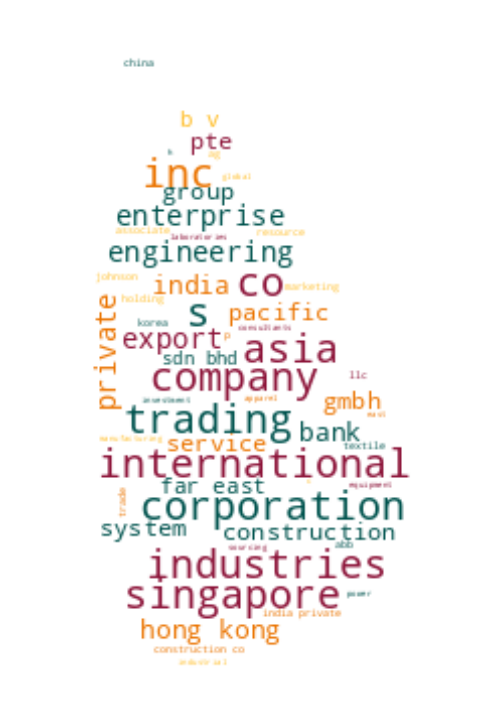 china
b v
pte
b
ag
inc
global
group
enterprise
associate resource
laboratories
engineering
johnson
india co marketing
holding
private
s pacific
korea consultants
export p asia
sdn bhd
company llc
investment apparel gmbh
trading east
bank
manufacturing service textile
international
far east equipment
trade
corporation
system construction
sourcing abb
industries
singapore power
india private
hong kong
construction co
industrial